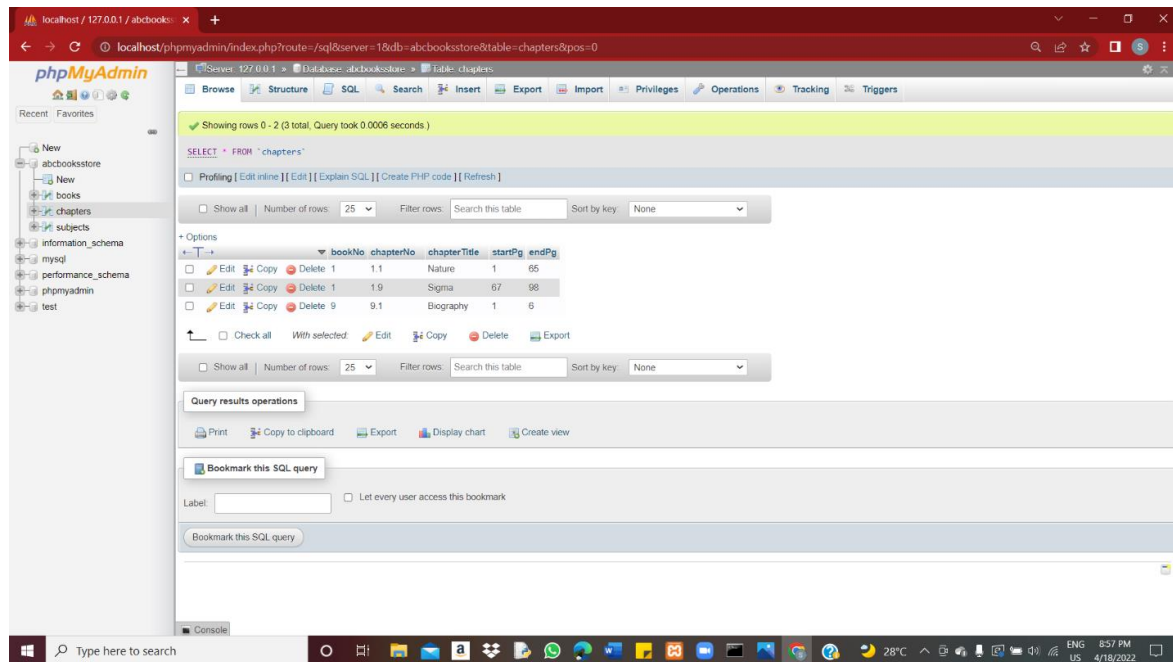 localhost / 127.0.0.1 / abcbookss
localhost/phpmyadmin/index.php?route=/sql&server=1&db=abcbooksstore&table=chapters&pos=0
S
phpMyAdmin
Recent Favorites
New
abcbooksstore
New
books
chapters
subjects
information_schema
mysql
performance_schema
phpmyadmin
test
Server: 127.0.0.1 » Database: abcbooksstore » Table: chapters
Browse Structure SQL Search Insert Export Import Privileges Operations Tracking Triggers
Showing rows 0 - 2 (3 total, Query took 0.0006 seconds.)
SELECT * FROM `chapters`
Profiling [ Edit inline ] [ Edit ] [ Explain SQL ] [ Create PHP code ] [ Refresh ]
Show all | Number of rows: 25 Filter rows: Search this table Sort by key: None
+ Options
bookNo chapterNo chapterTitle startPg endPg
Edit Copy Delete 1 1.1 Nature 1 65
Edit Copy Delete 1 1.9 Sigma 67 98
Edit Copy Delete 9 9.1 Biography 1 6
Check all With selected: Edit Copy Delete Export
Show all | Number of rows: 25 Filter rows: Search this table Sort by key: None
Query results operations
Print Copy to clipboard Export Display chart Create view
Bookmark this SQL query
Label: Let every user access this bookmark
Bookmark this SQL query
Console
Type here to search
28°C
ENG
US
8:57 PM
4/18/2022